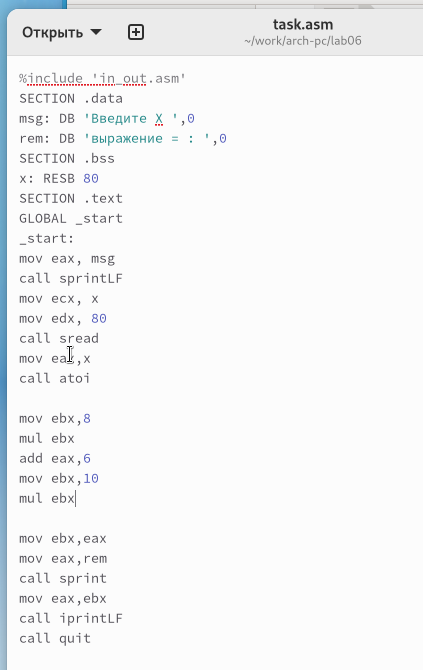 Открыть
task.asm
~/work/arch-pc/lab06
%include 'in_out.asm'
SECTION .data
msg: DB 'Введите X ',0
rem: DB 'выражение = : ',0
SECTION .bss
x: RESB 80
SECTION .text
GLOBAL _start
_start:
mov eax, msg
call sprintLF
mov ecx, x
mov edx, 80
call sread
mov eax,x
call atoi
mov ebx,8
mul ebx
add eax,6
mov ebx,10
mul ebx
mov ebx,eax
mov eax,rem
call sprint
mov eax,ebx
call iprintLF
call quit